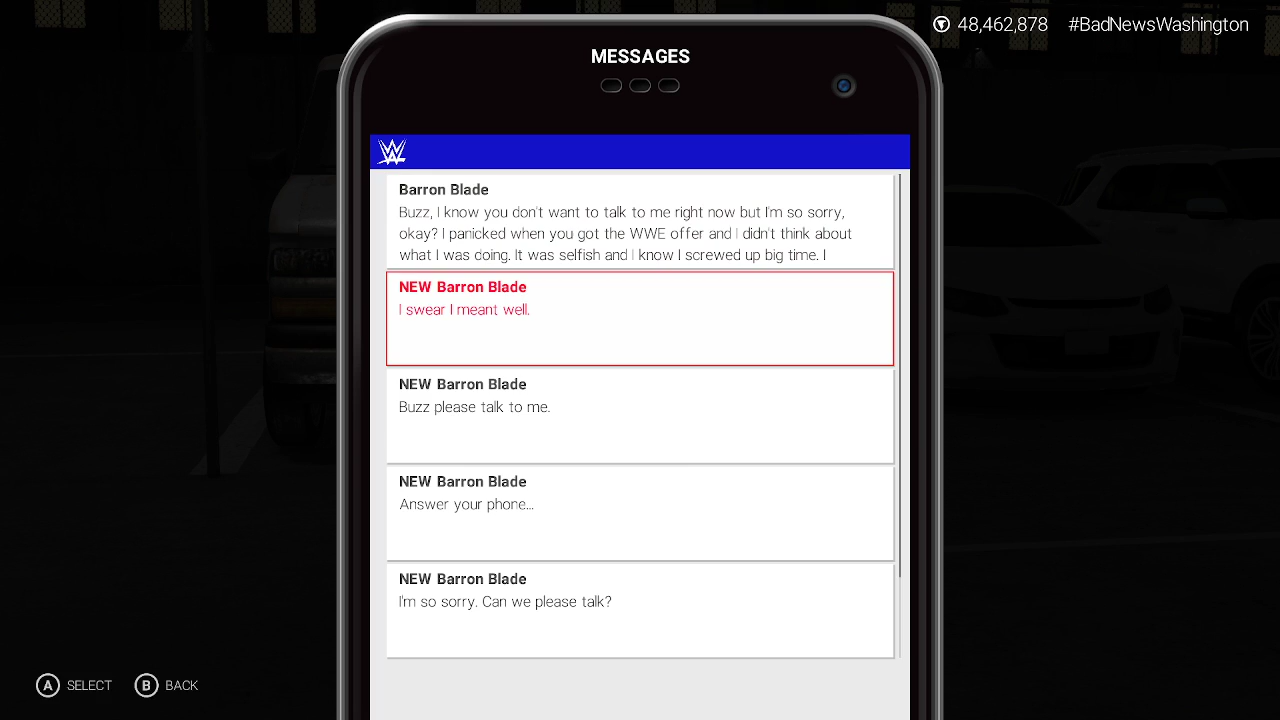 48,462,878 #BadNewsWashington
MESSAGES
W
Barron Blade
Buzz, I know you don't want to talk to me right now but I'm so sorry,
okay? I panicked when you got the WWE offer and I didn't think about
what I was doing. It was selfish and I know I screwed up big time. I
NEW Barron Blade
I swear I meant well.
NEW Barron Blade
Buzz please talk to me.
NEW Barron Blade
Answer your phone...
NEW Barron Blade
I'm so sorry. Can we please talk?
A SELECT B BACK